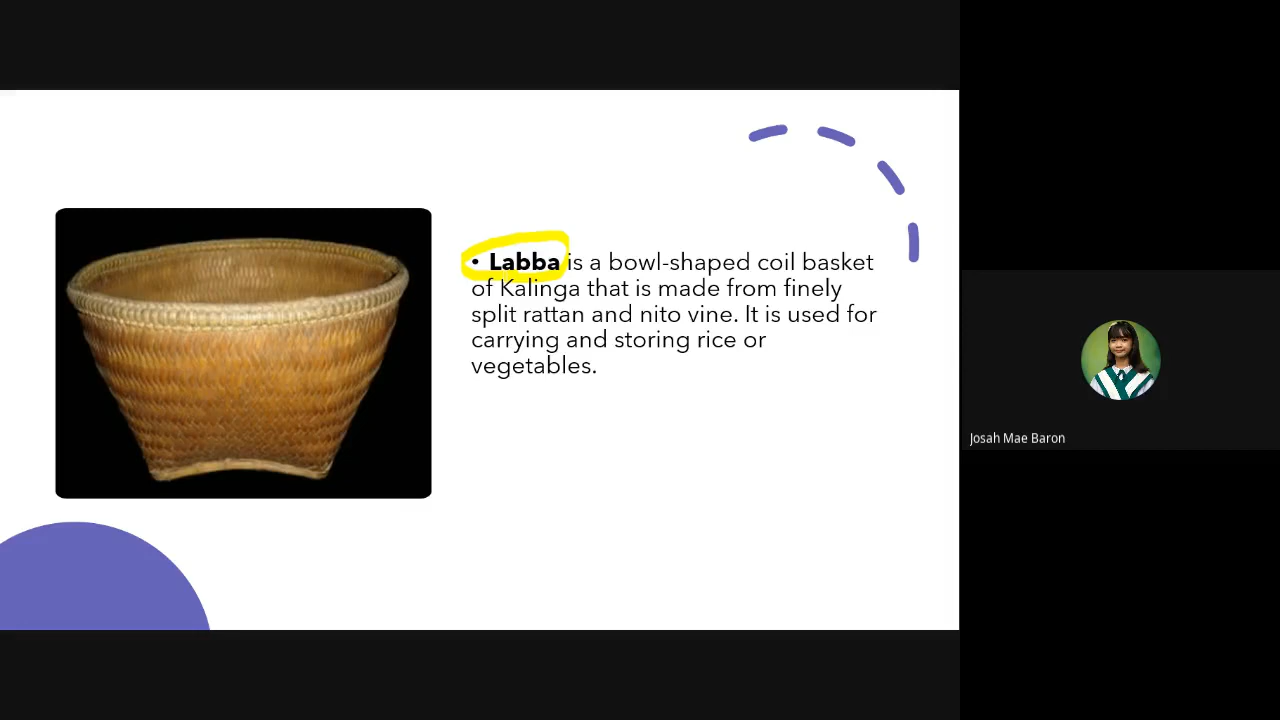 • Labba is a bowl-shaped coil basket
of Kalinga that is made from finely
split rattan and nito vine. It is used for
carrying and storing rice or
vegetables.
Josah Mae Baron